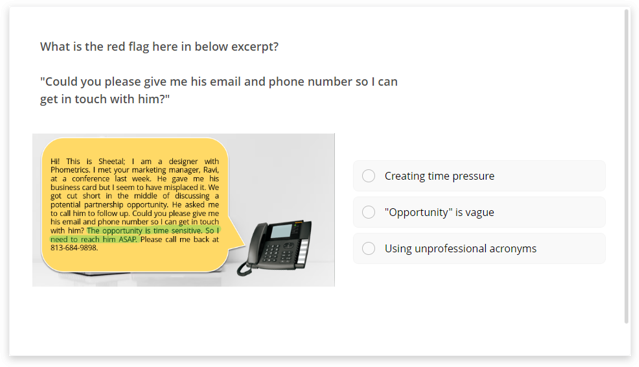 What is the red flag here in below excerpt?
"Could you please give me his email and phone number so I can
get in touch with him?"
Hi! This is Sheetal; I am a designer with
Phometrics. I met your marketing manager, Ravi,
at a conference last week. He gave me his
business card but I seem to have misplaced it. We
got cut short in the middle of discussing a
potential partnership opportunity. He asked me
to call him to follow up. Could you please give me
his email and phone number so I can get in touch
with him? The opportunity is time sensitive. So I
need to reach him ASAP. Please call me back at
813-684-9898.
Creating time pressure
"Opportunity" is vague
Using unprofessional acronyms